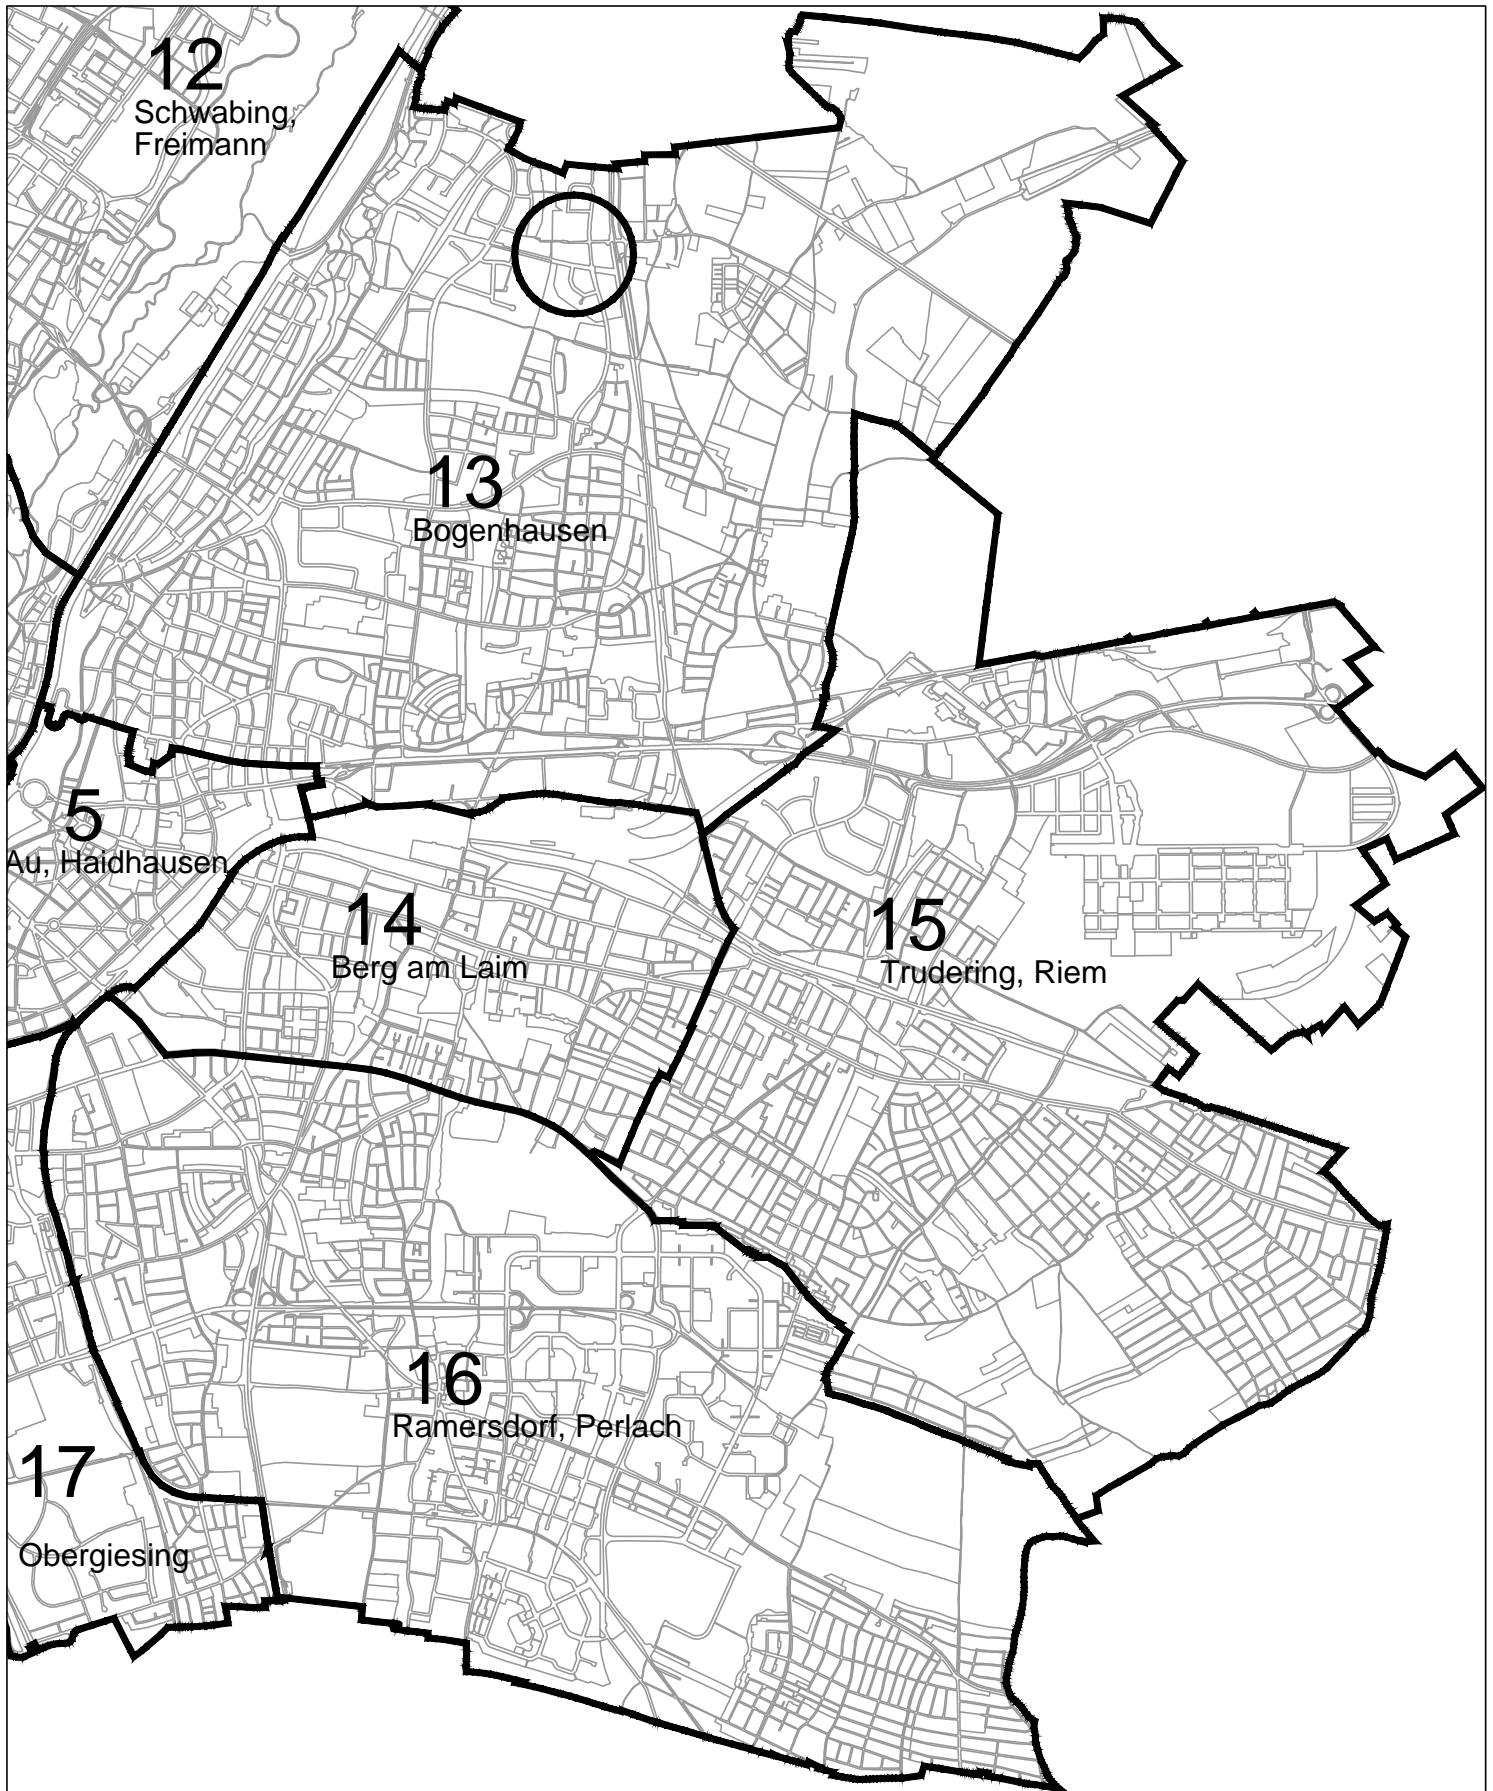 12
Schwabing,
Freimann
13
Bogenhausen
5
Au, Haidhausen
14
Berg am Laim
15
Trudering, Riem
16
Ramersdorf, Perlach
17
Obergiesing